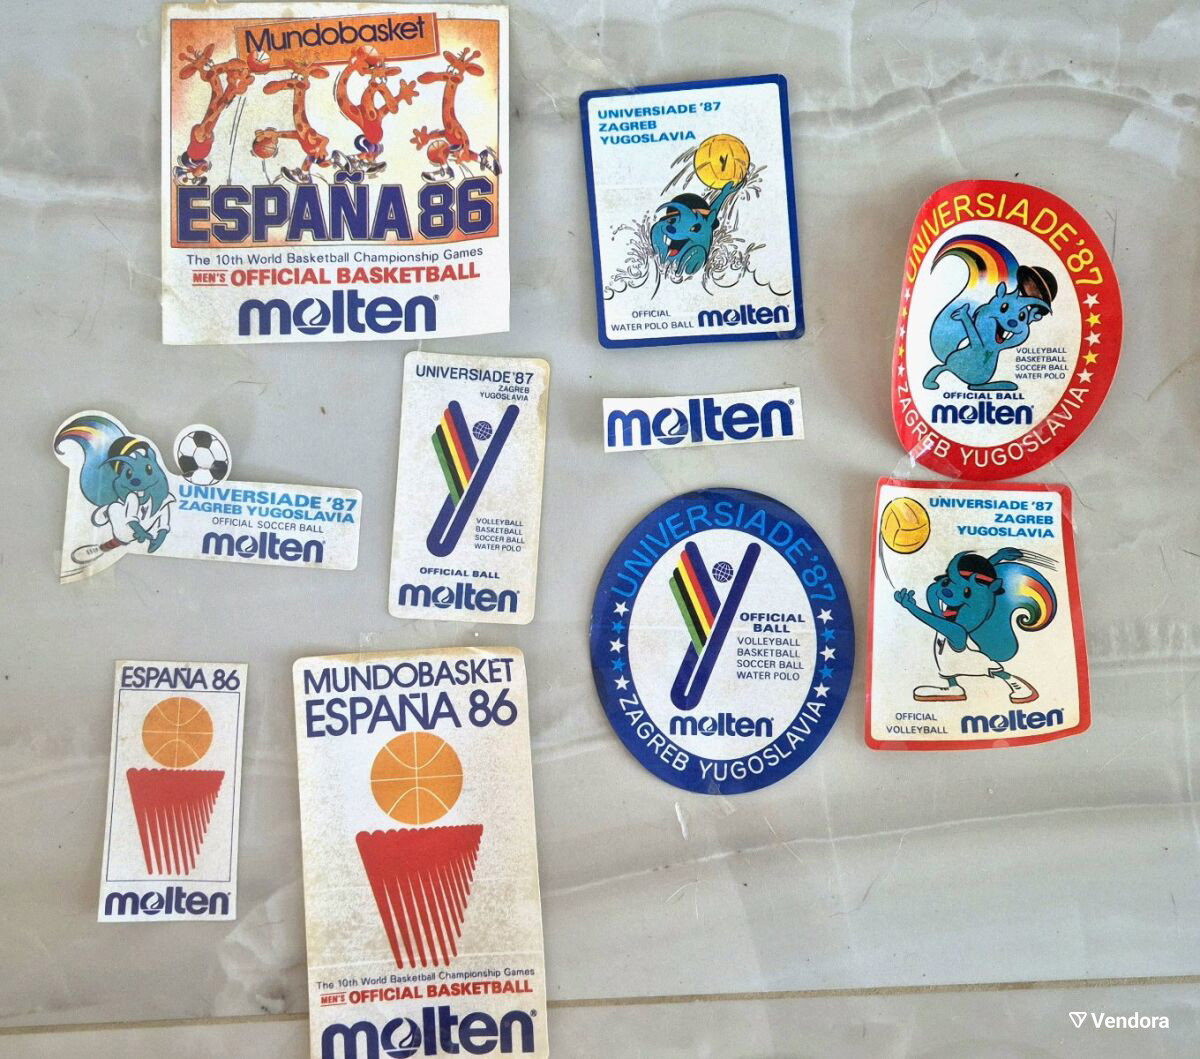 Mundobasket
ESPAÑA 86
The 10th World Basketball Championship Games
MEN'S OFFICIAL BASKETBALL
molten
UNIVERSIADE '87
ZAGREB
YUGOSLAVIA
OFFICIAL
WATER POLO BALL molten
UNIVERSIADE '87
VOLLEYBALL
BASKETBALL
SOCCER BALL
WATER POLO
OFFICIAL BALL
molten
ZAGREB YUGOSLAVIA
UNIVERSIADE '87
ZAGREB
YUGOSLAVIA
VOLLEYBALL
BASKETBALL
SOCCER BALL
WATER POLO
OFFICIAL BALL
molten
molten
UNIVERSIADE '87
ZAGREB YUGOSLAVIA
OFFICIAL SOCCER BALL
molten
UNIVERSIADE '87
OFFICIAL
BALL
VOLLEYBALL
BASKETBALL
SOCCER BALL
WATER POLO
molten
ZAGREB YUGOSLAVIA
UNIVERSIADE '87
ZAGREB
YUGOSLAVIA
OFFICIAL
VOLLEYBALL molten
ESPAÑA 86
molten
MUNDOBASKET
ESPAÑA 86
The 10th World Basketball Championship Games
MEN'S OFFICIAL BASKETBALL
molten
Vendora